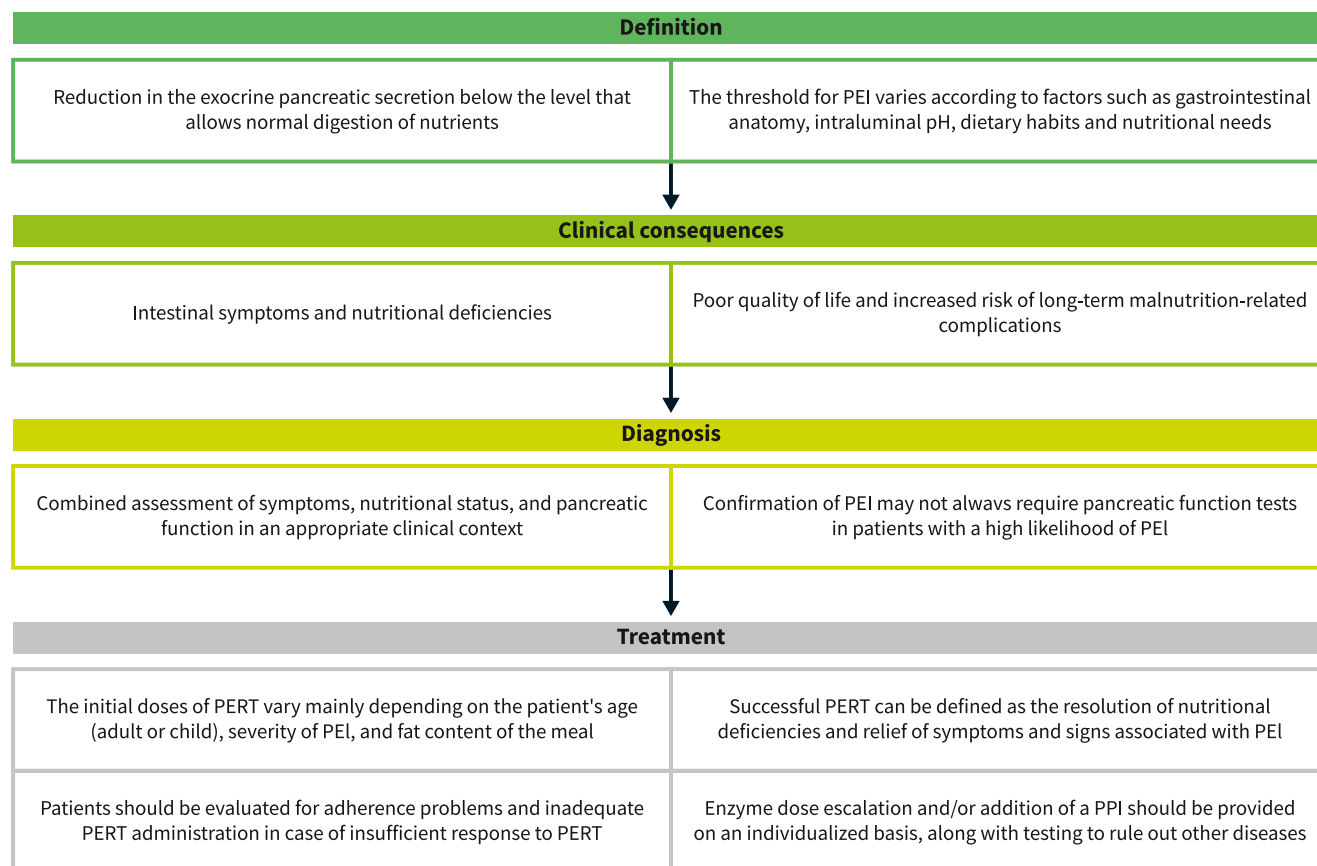 Definition
Reduction in the exocrine pancreatic secretion below the level that
allows normal digestion of nutrients
The threshold for PEI varies according to factors such as gastrointestinal
anatomy, intraluminal pH, dietary habits and nutritional needs
Clinical consequences
Intestinal symptoms and nutritional deficiencies
Poor quality of life and increased risk of long-term malnutrition-related
complications
Diagnosis
Combined assessment of symptoms, nutritional status, and pancreatic
function in an appropriate clinical context
Confirmation of PEI may not alwavs require pancreatic function tests
in patients with a high likelihood of PEl
Treatment
The initial doses of PERT vary mainly depending on the patient's age
(adult or child), severity of PEl, and fat content of the meal
Successful PERT can be defined as the resolution of nutritional
deficiencies and relief of symptoms and signs associated with PEl
Patients should be evaluated for adherence problems and inadequate
PERT administration in case of insufficient response to PERT
Enzyme dose escalation and/or addition of a PPI should be provided
on an individualized basis, along with testing to rule out other diseases